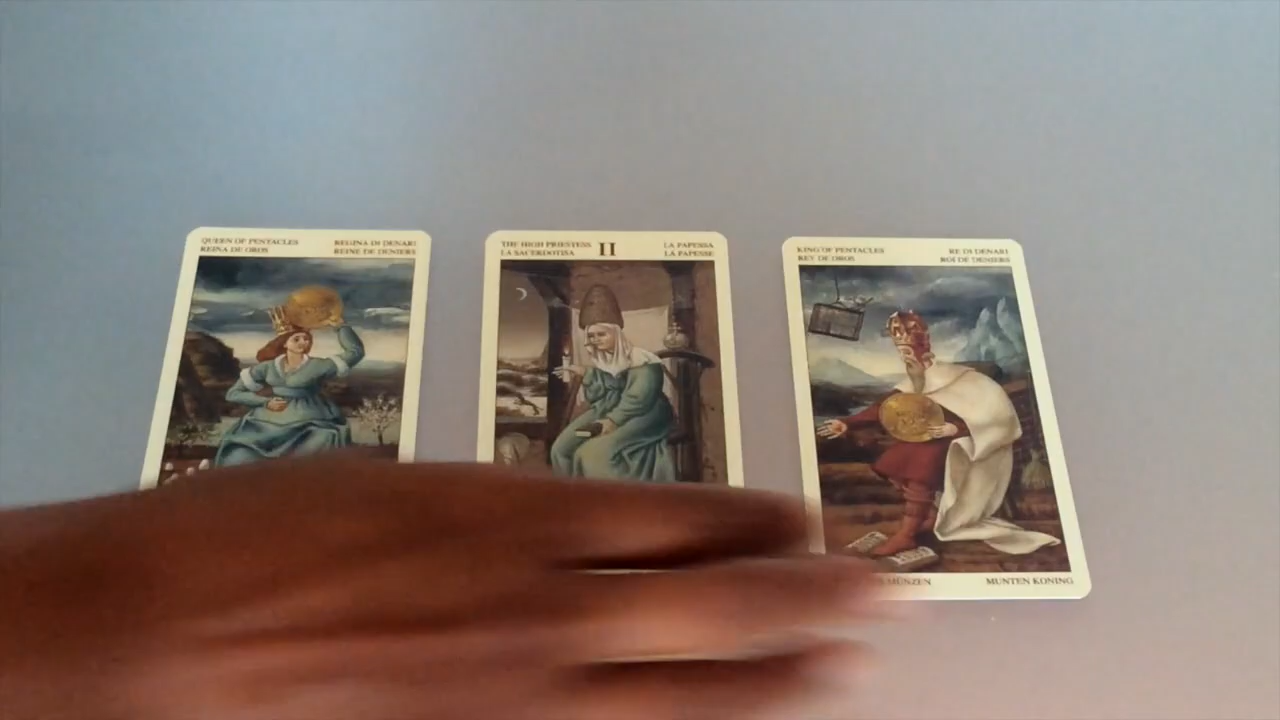 QUEEN OF PENTACLES REGINA DI DENARI
REINA DE OROS REINE DE DENIERS
THE HIGH PRIESTESS II LA PAPESSA
LA SACERDOTISA LA PAPESSE
KING OF PENTACLES RE DI DENARI
REY DE OROS ROI DE DENIERS
MÜNZEN MUNTEN KONING